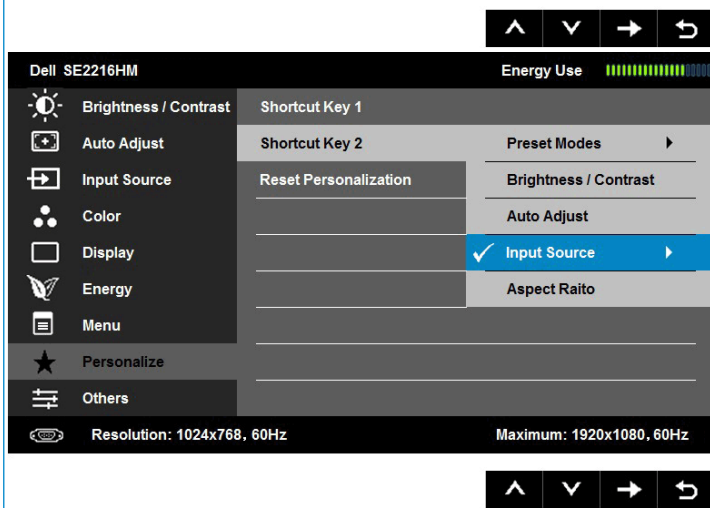 Dell SE2216HM Energy Use
Brightness / Contrast Shortcut Key 1
Auto Adjust Shortcut Key 2 Preset Modes
Input Source Reset Personalization Brightness / Contrast
Color Auto Adjust
Display Input Source
Energy Aspect Raito
Menu
Personalize
Others
Resolution: 1024x768, 60Hz Maximum: 1920x1080, 60Hz